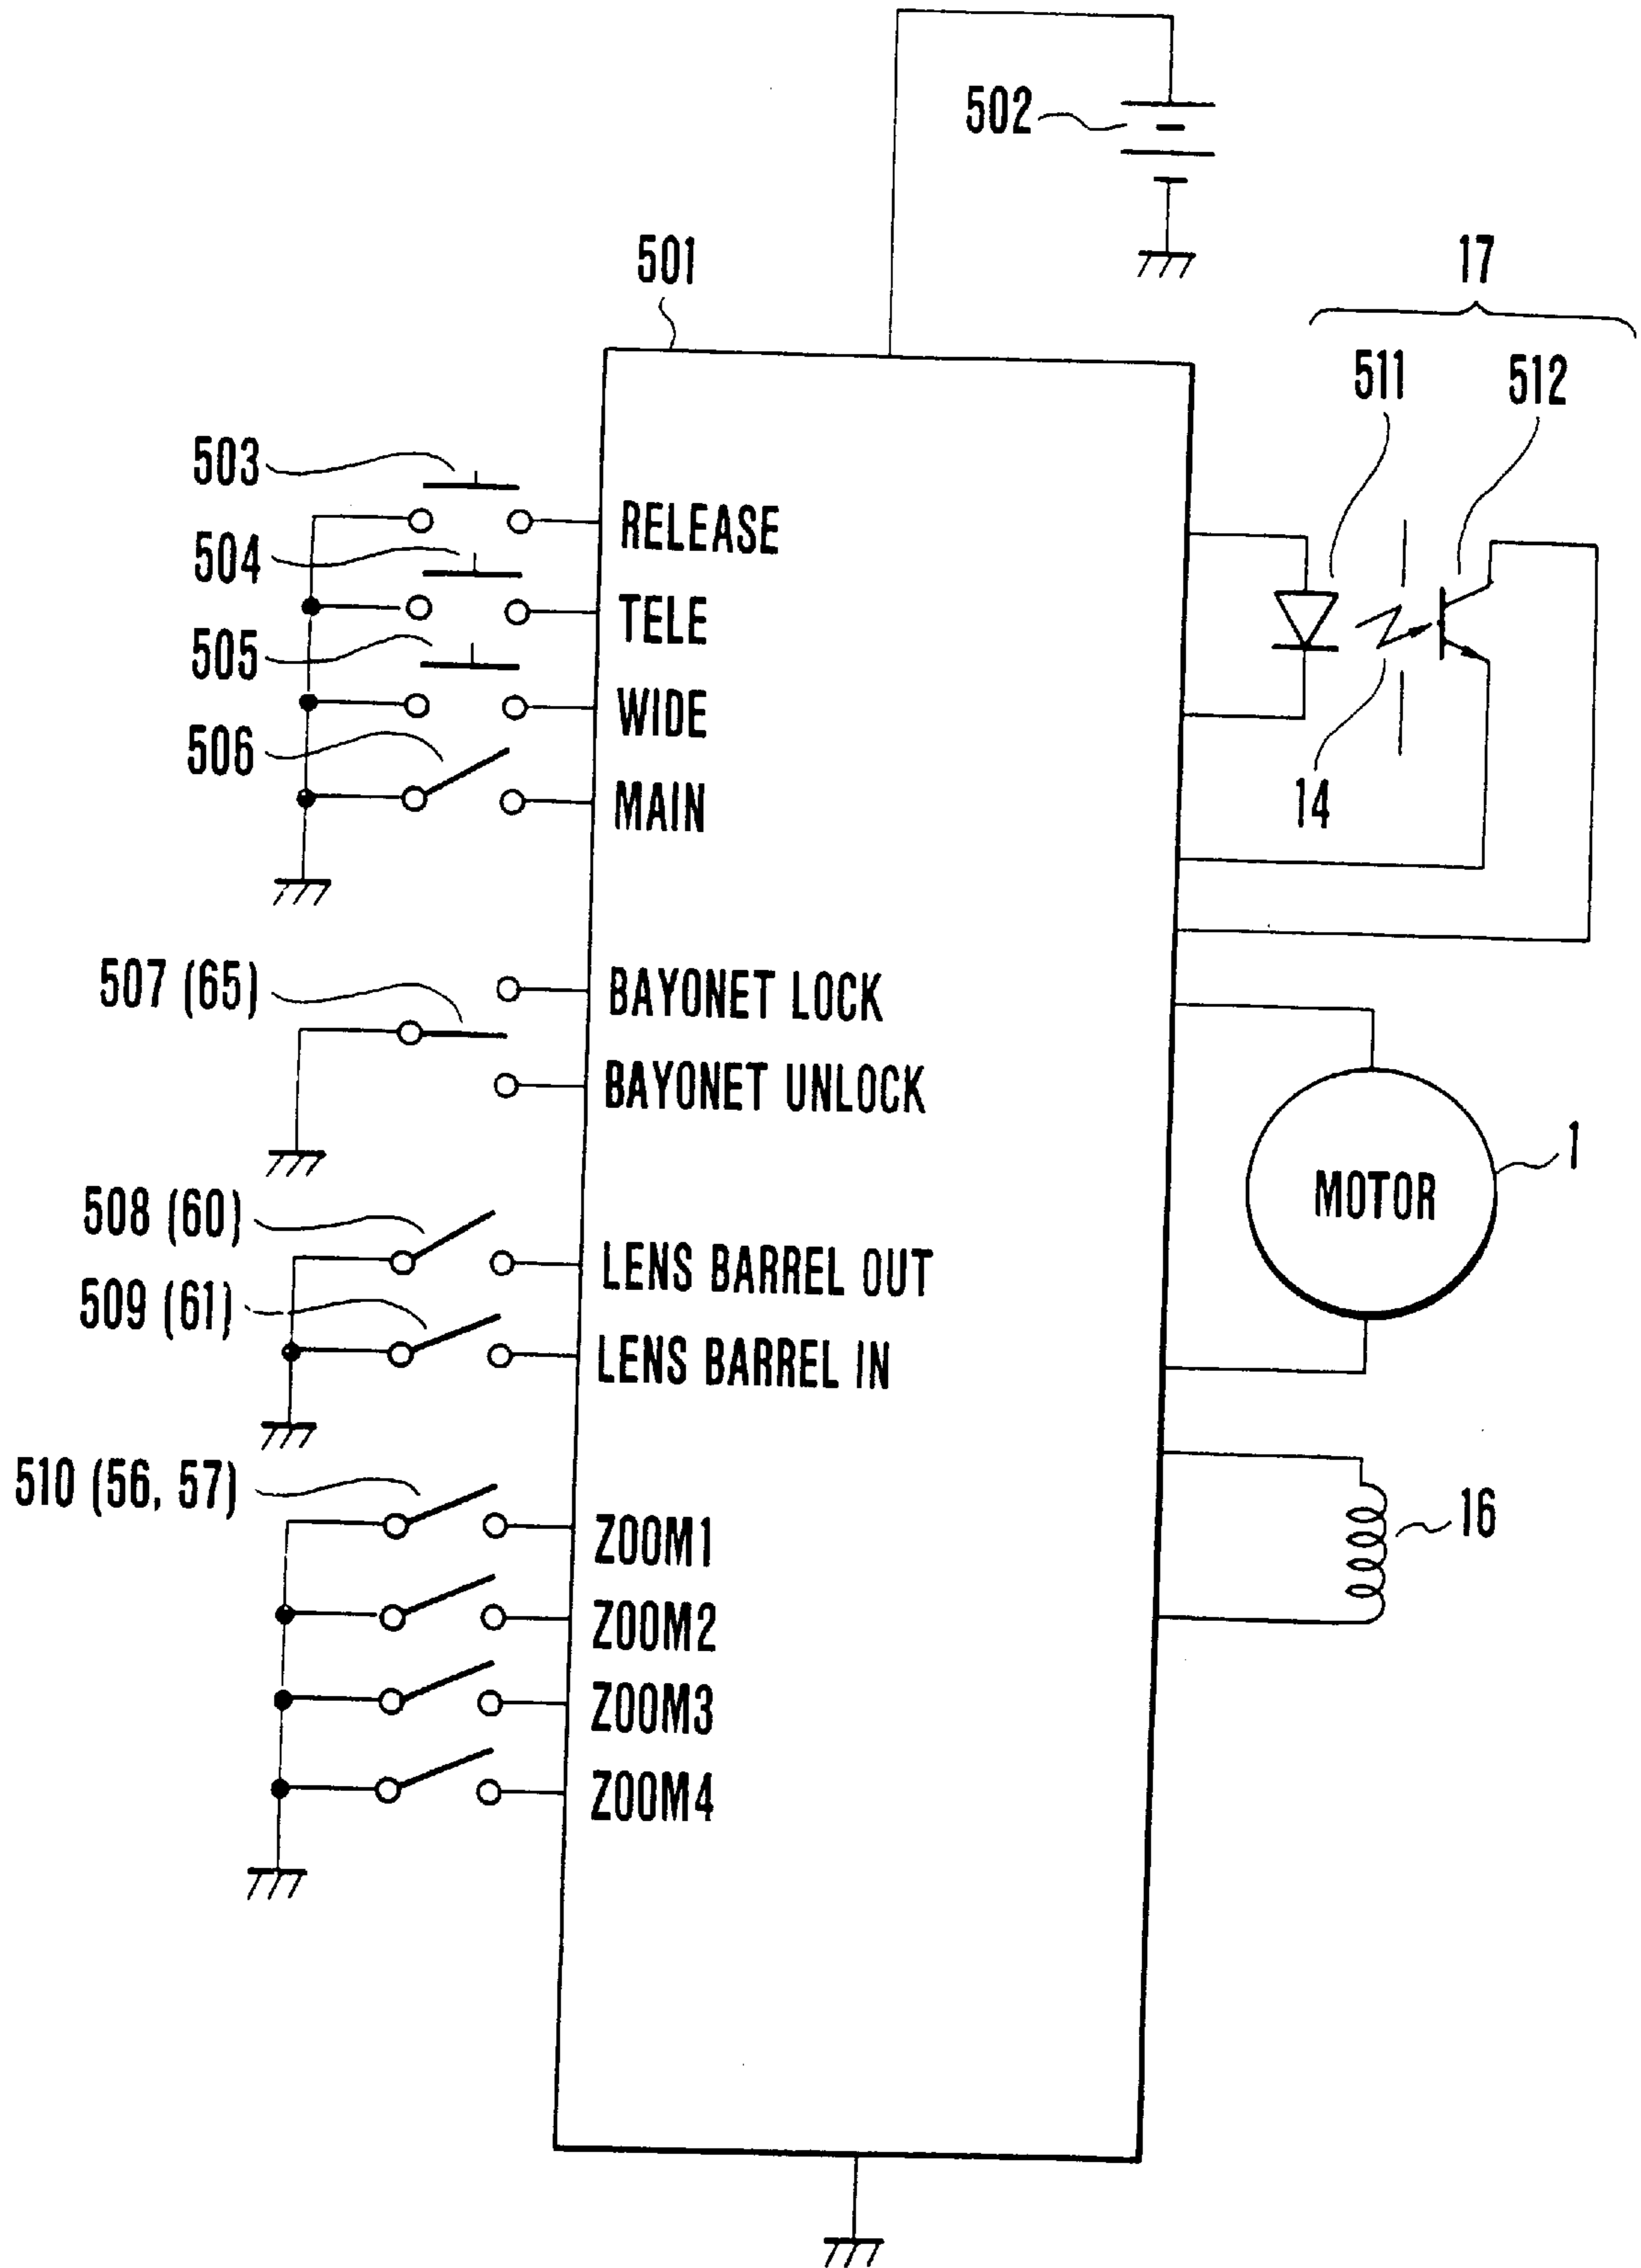 502
501
17
511
512
503
RELEASE
504
TELE
505
WIDE
506
MAIN
14
507 (65)
BAYONET LOCK
BAYONET UNLOCK
1
MOTOR
508 (60)
LENS BARREL OUT
509 (61)
LENS BARREL IN
510 (56, 57)
ZOOM1
16
ZOOM2
ZOOM3
ZOOM4